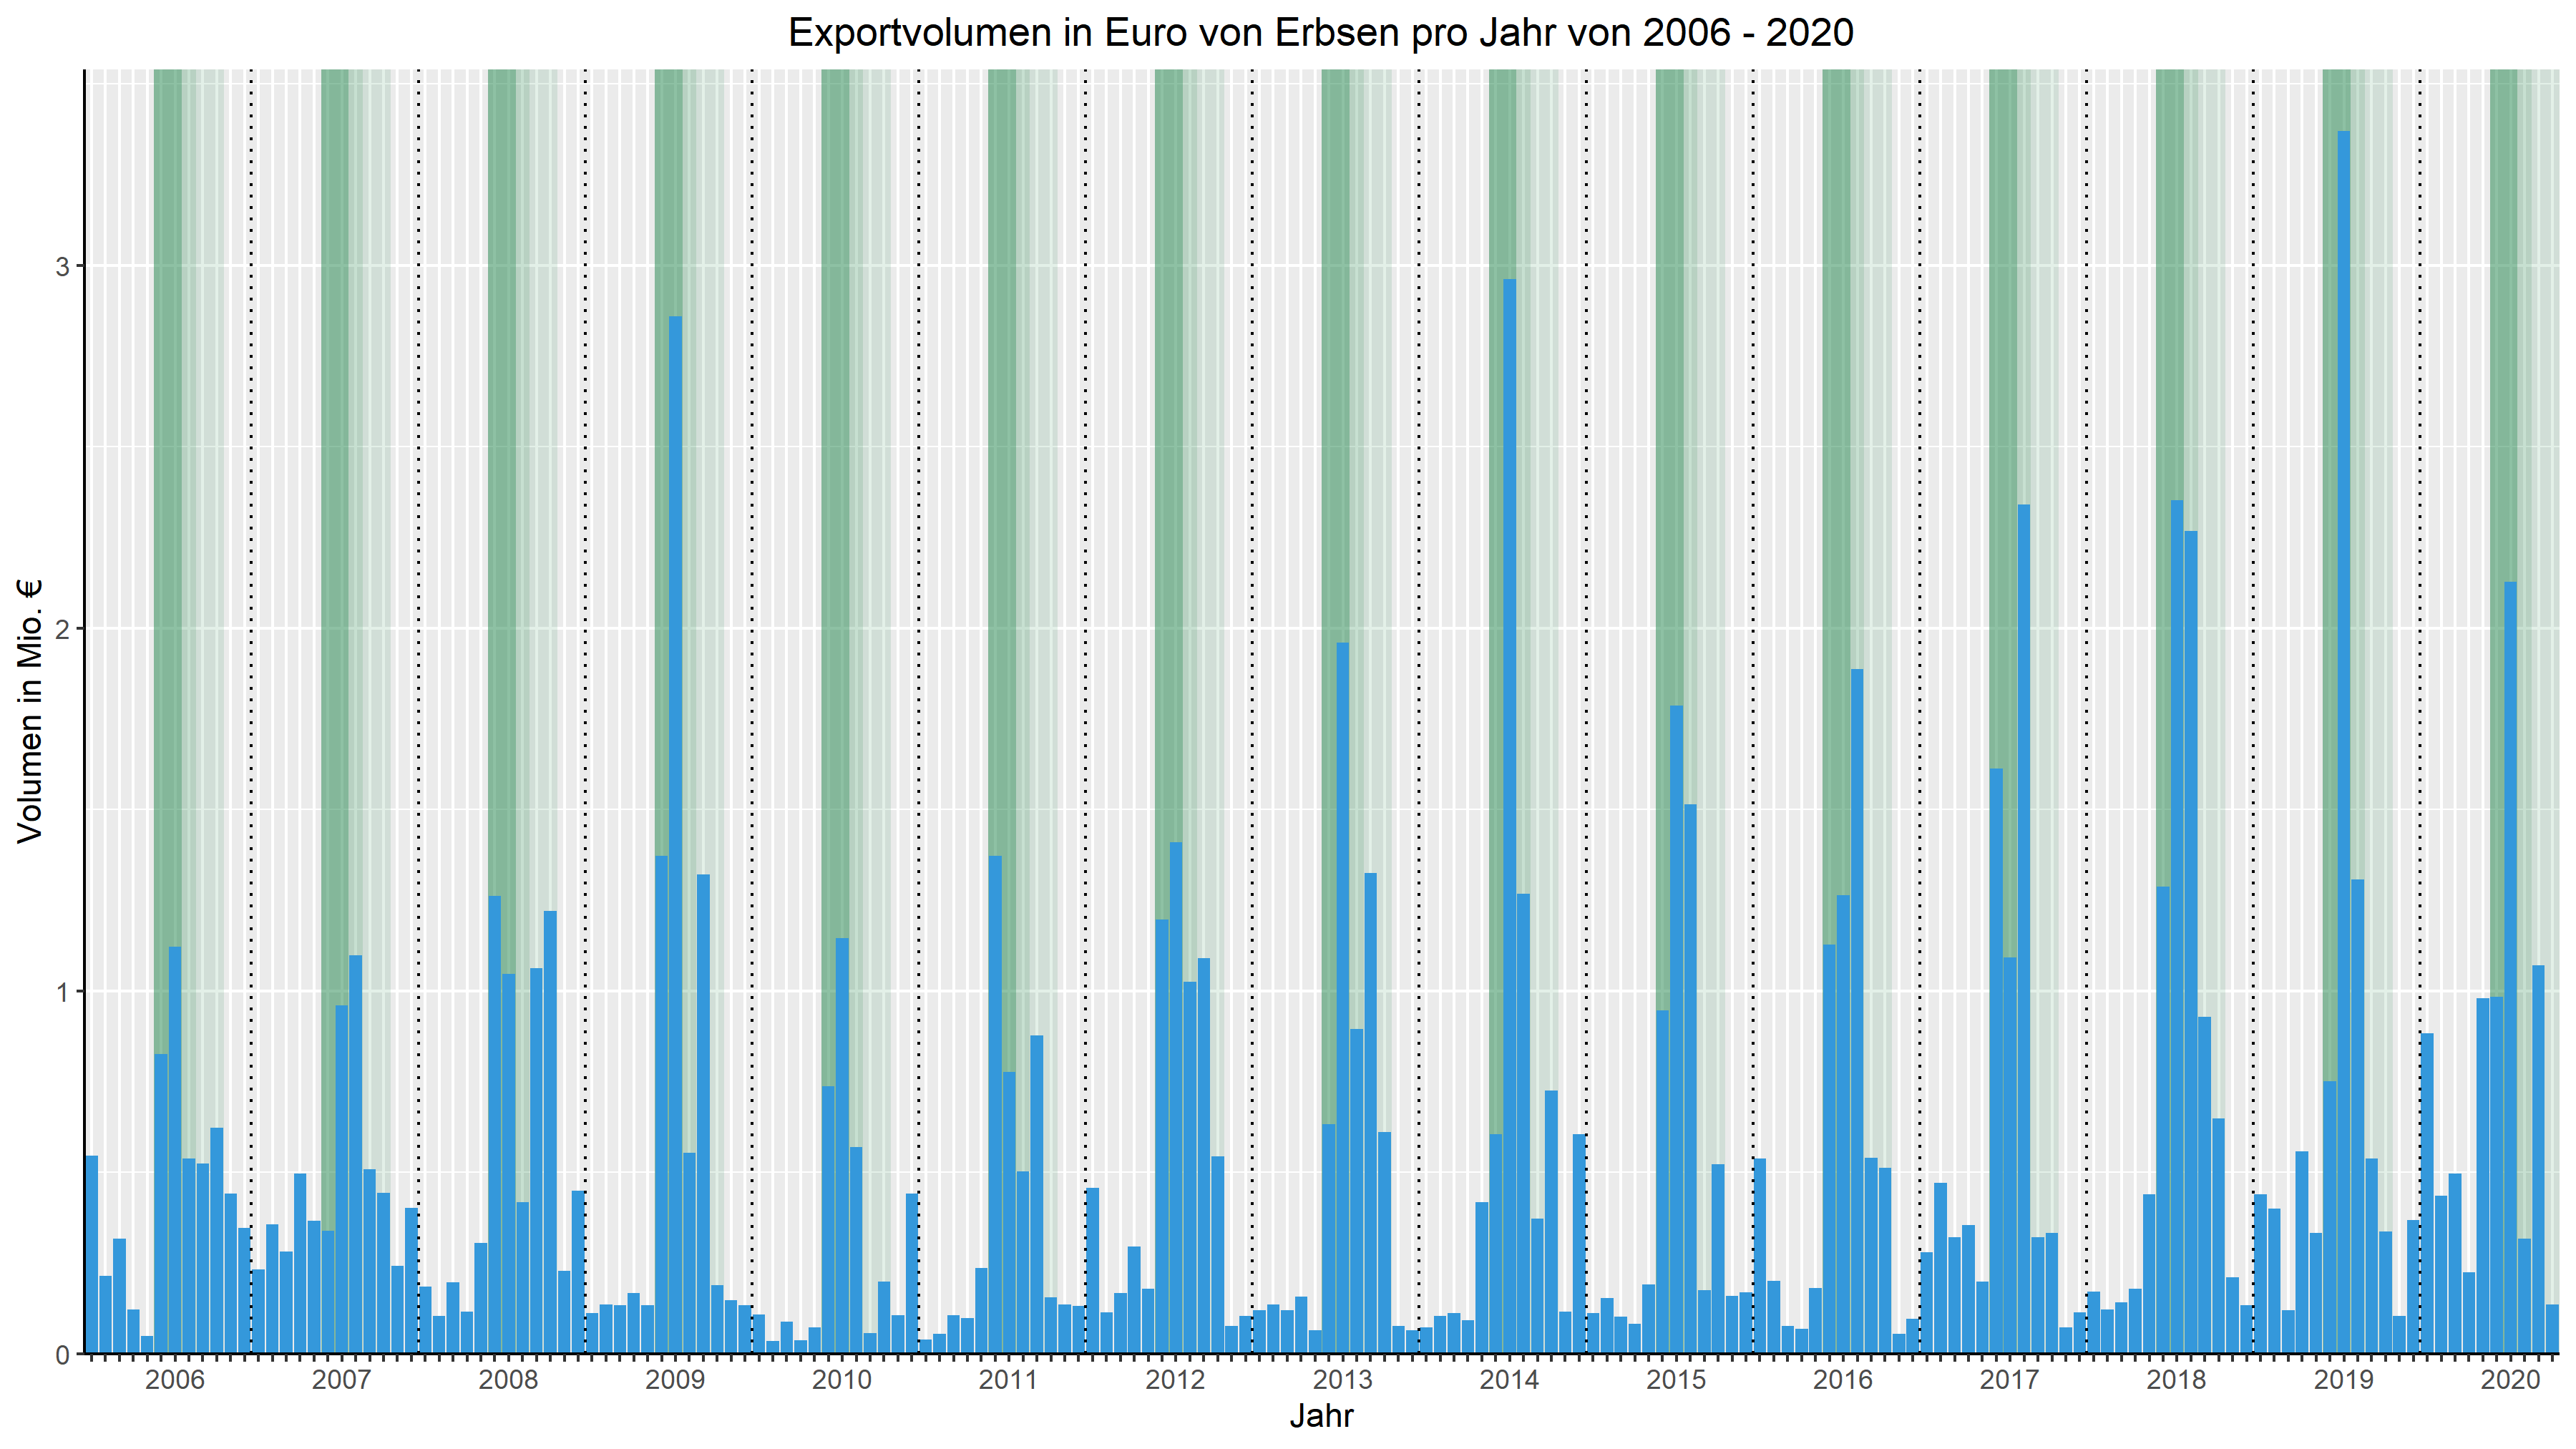 Exportvolumen in Euro von Erbsen pro Jahr von 2006 - 2020
Volumen in Mio. €
3
2
1
0
2006 2007 2008 2009 2010 2011 2012 2013 2014 2015 2016 2017 2018 2019 2020
Jahr